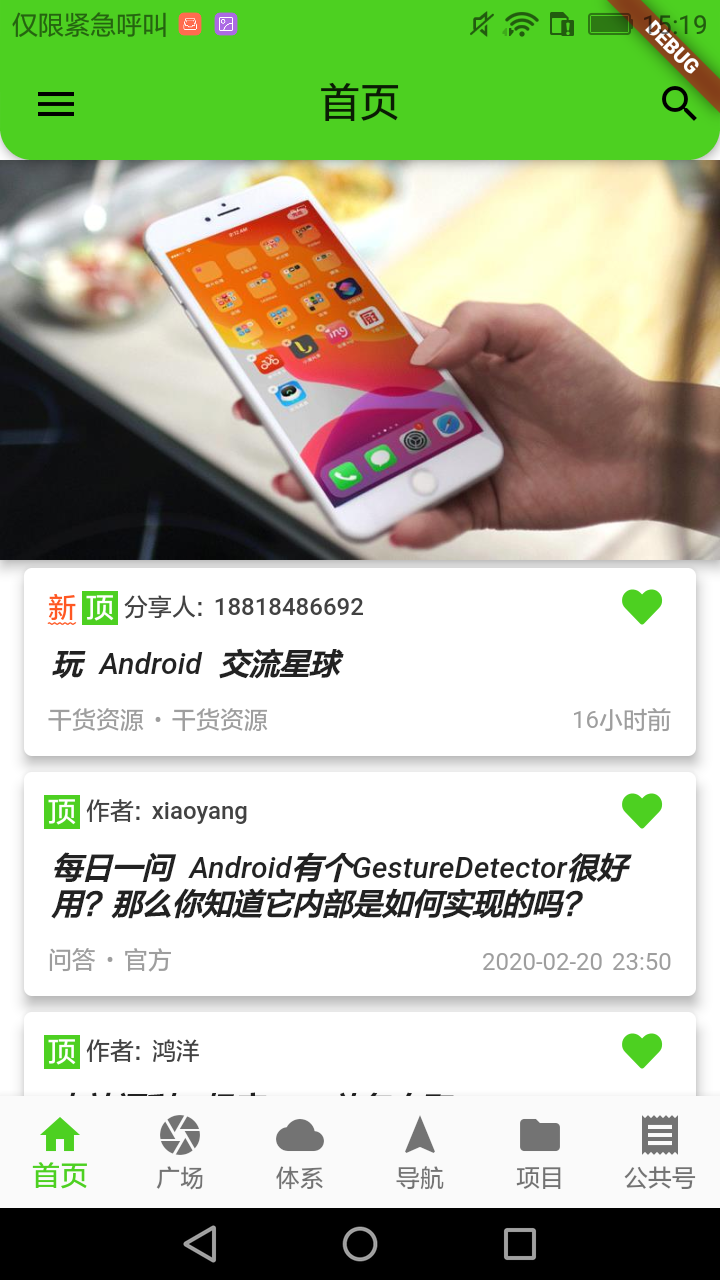 仅限紧急呼叫 15:19
DEBUG
首页
新 顶 分享人: 18818486692
玩 Android 交流星球
干货资源 • 干货资源 16小时前
顶 作者: xiaoyang
每日一问 Android有个GestureDetector很好
用？那么你知道它内部是如何实现的吗？
问答 • 官方 2020-02-20 23:50
顶 作者: 鸿洋
首页 广场 体系 导航 项目 公共号